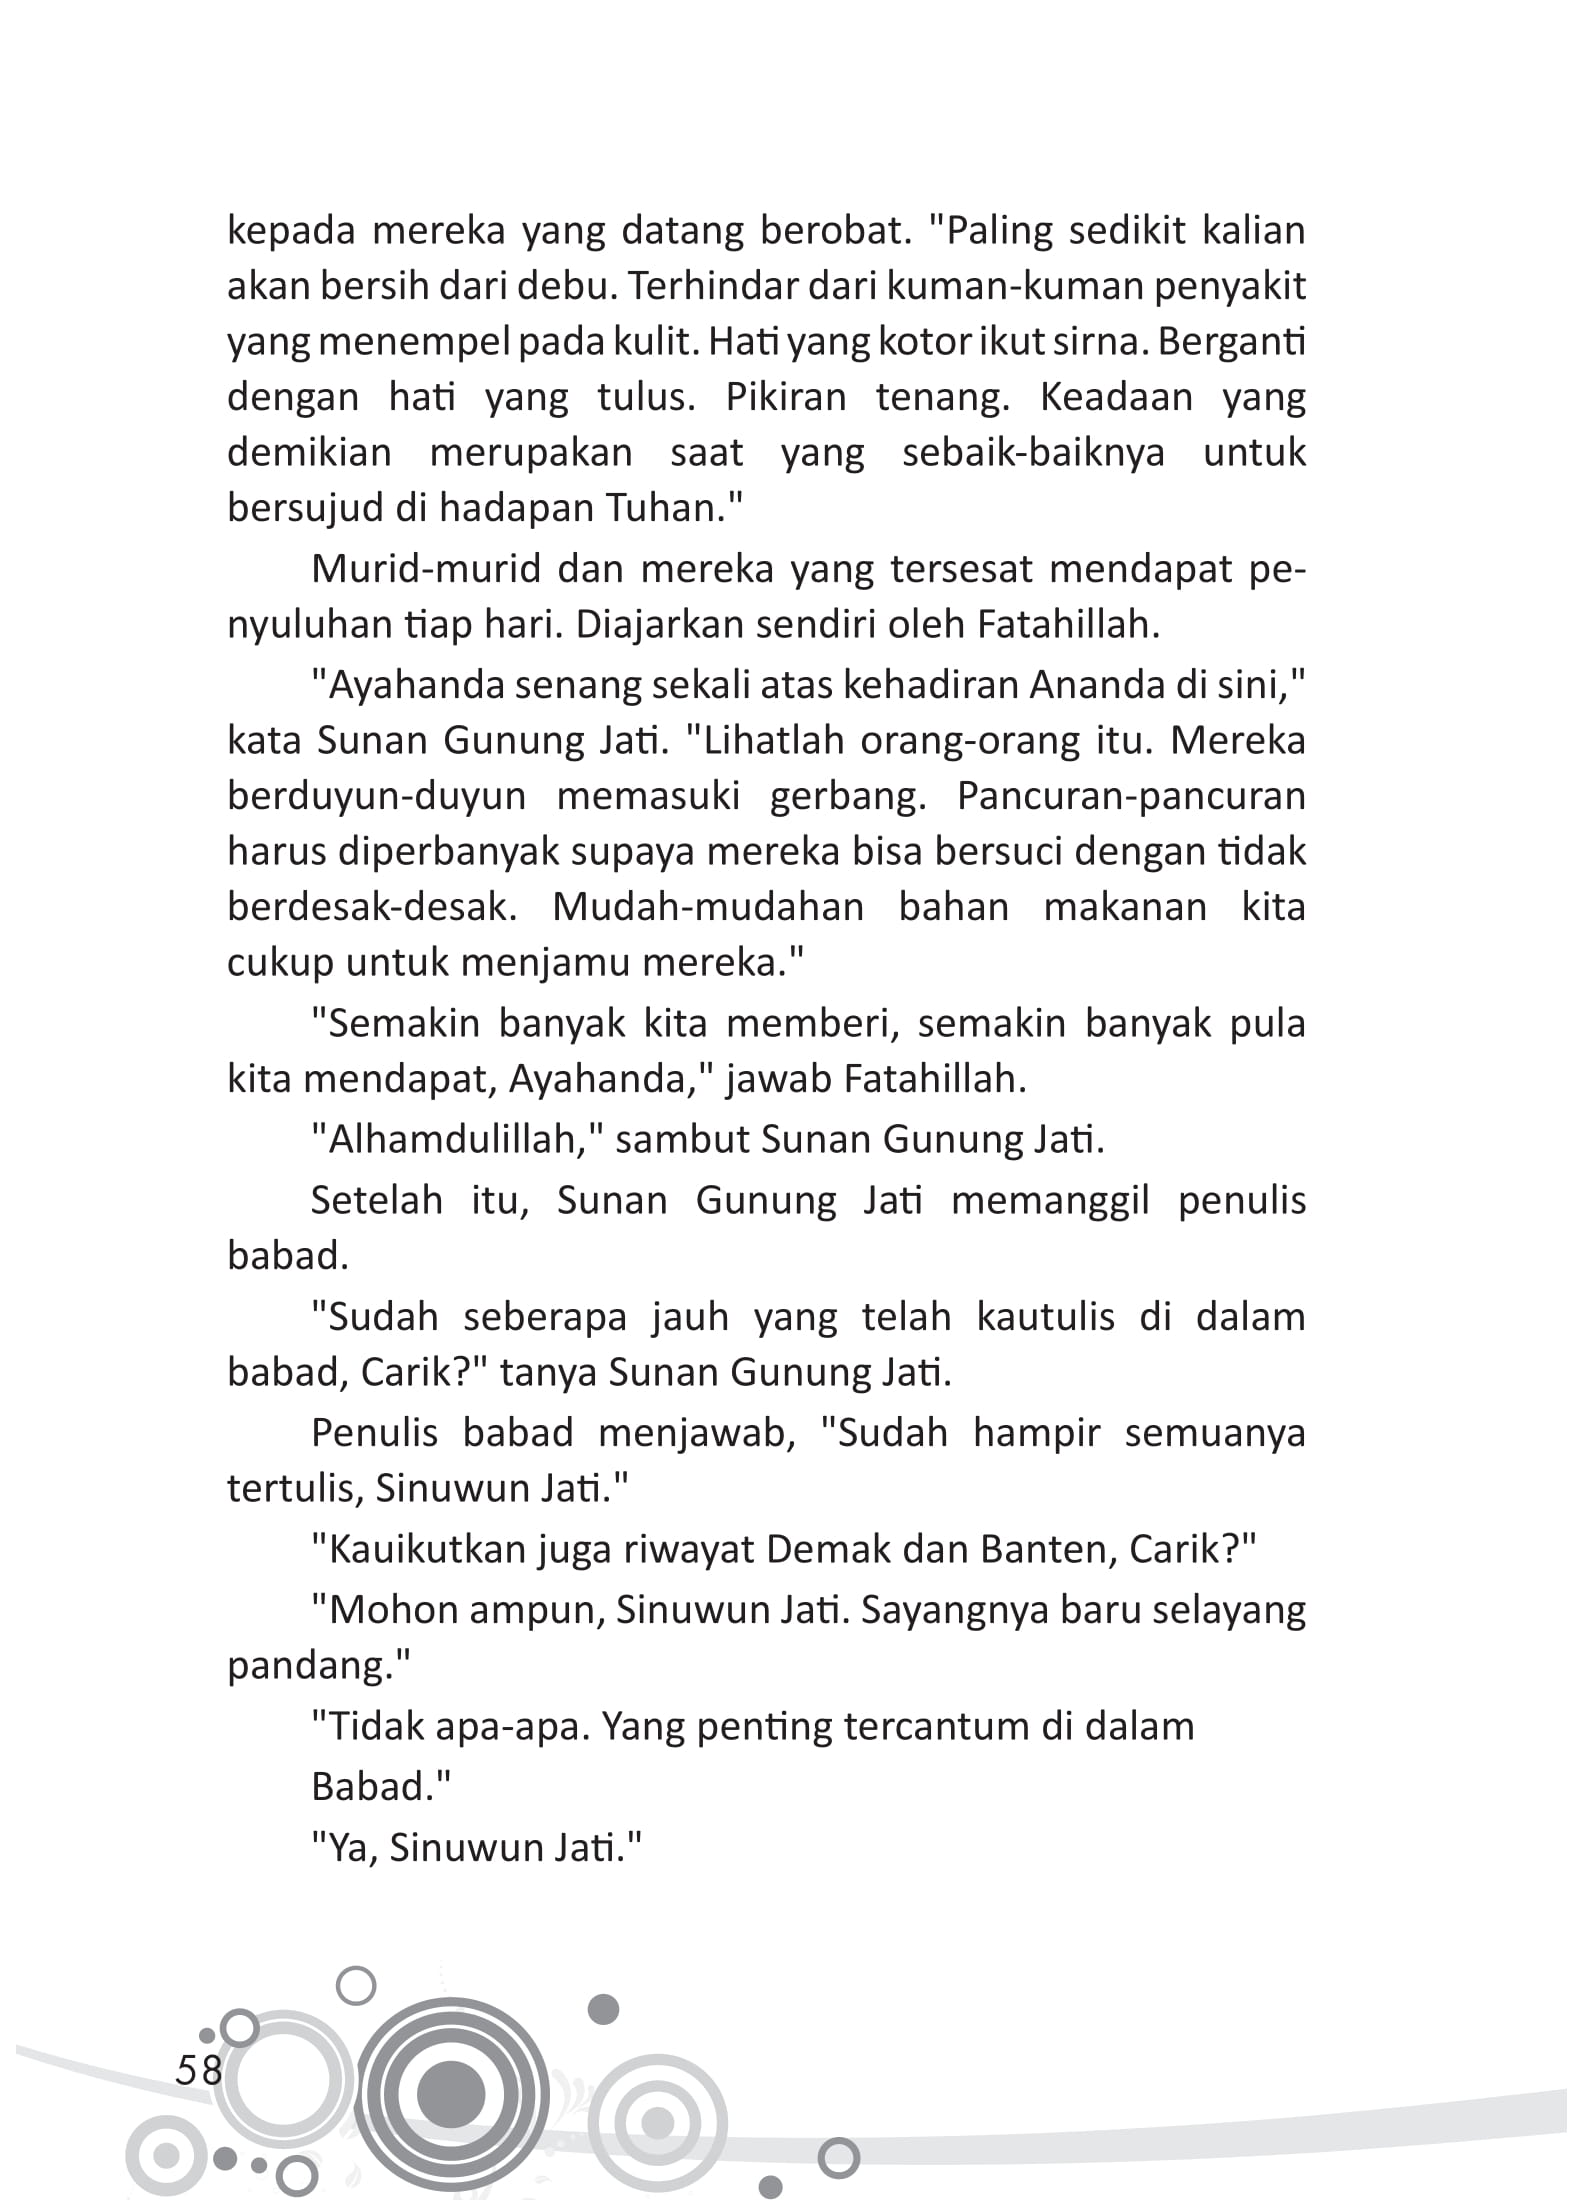 kepada mereka yang datang berobat. "Paling sedikit kalian
akan bersih dari debu. Terhindar dari kuman-kuman penyakit
yang menempel pada kulit. Hati yang kotor ikut sirna. Berganti
dengan hati yang tulus. Pikiran tenang. Keadaan yang
demikian merupakan saat yang sebaik-baiknya untuk
bersujud di hadapan Tuhan."
Murid-murid dan mereka yang tersesat mendapat pe-
nyuluhan tiap hari. Diajarkan sendiri oleh Fatahillah.
"Ayahanda senang sekali atas kehadiran Ananda di sini,"
kata Sunan Gunung Jati. "Lihatlah orang-orang itu. Mereka
berduyun-duyun memasuki gerbang. Pancuran-pancuran
harus diperbanyak supaya mereka bisa bersuci dengan tidak
berdesak-desak. Mudah-mudahan bahan makanan kita
cukup untuk menjamu mereka."
"Semakin banyak kita memberi, semakin banyak pula
kita mendapat, Ayahanda," jawab Fatahillah.
"Alhamdulillah," sambut Sunan Gunung Jati.
Setelah itu, Sunan Gunung Jati memanggil penulis
babad.
"Sudah seberapa jauh yang telah kautulis di dalam
babad, Carik?" tanya Sunan Gunung Jati.
Penulis babad menjawab, "Sudah hampir semuanya
tertulis, Sinuwun Jati."
"Kauikutkan juga riwayat Demak dan Banten, Carik?"
"Mohon ampun, Sinuwun Jati. Sayangnya baru selayang
pandang."
"Tidak apa-apa. Yang penting tercantum di dalam
Babad."
"Ya, Sinuwun Jati."
58